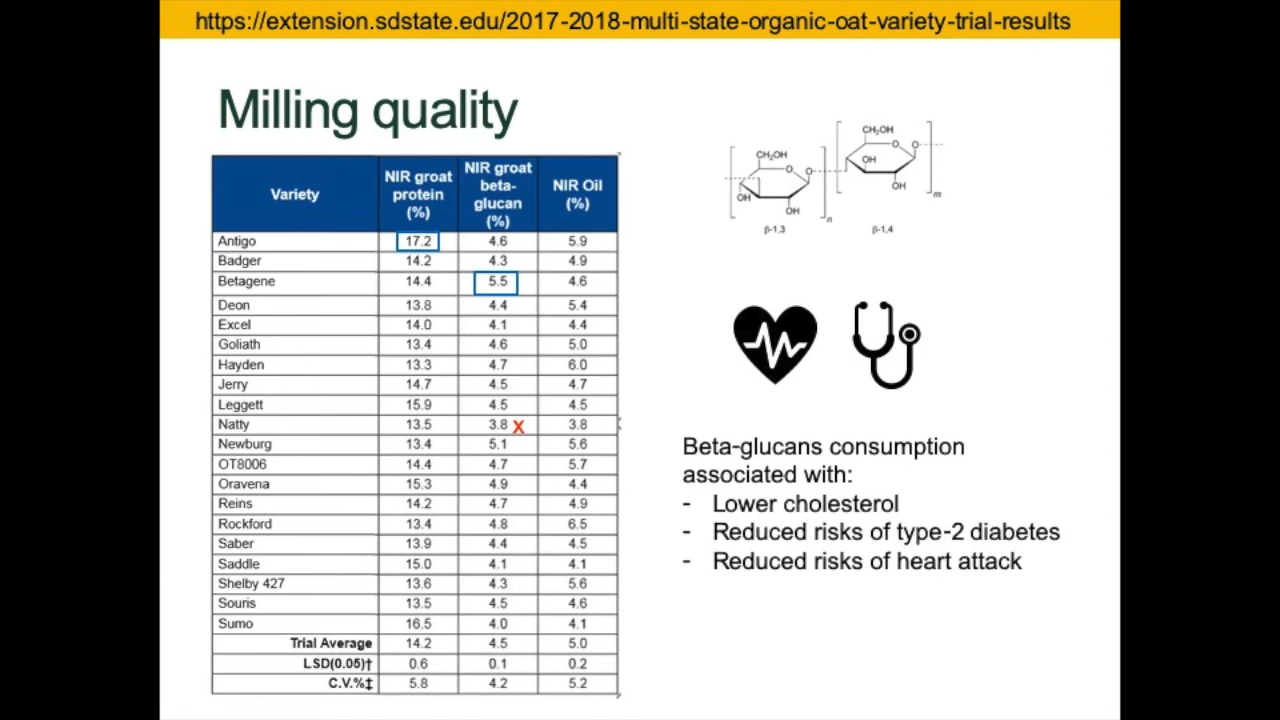 https://extension.sdstate.edu/2017-2018-multi-state-organic-oat-variety-trial-results
Milling quality
Variety NIR groat protein (%) NIR groat beta-glucan (%) NIR Oil (%)
Antigo 17.2 4.6 5.9
Badger 14.2 4.3 4.9
Betagene 14.4 5.5 4.6
Deon 13.8 4.4 5.4
Excel 14.0 4.1 4.4
Goliath 13.4 4.6 5.0
Hayden 13.3 4.7 6.0
Jerry 14.7 4.5 4.7
Leggett 15.9 4.5 4.5
Natty 13.5 3.8 X 3.8
Newburg 13.4 5.1 5.6
OT8006 14.4 4.7 5.7
Oravena 15.3 4.9 4.4
Reins 14.2 4.7 4.9
Rockford 13.4 4.8 6.5
Saber 13.9 4.4 4.5
Saddle 15.0 4.1 4.1
Shelby 427 13.6 4.3 5.6
Souris 13.5 4.5 4.6
Sumo 16.5 4.0 4.1
Trial Average 14.2 4.5 5.0
LSD(0.05)† 0.6 0.1 0.2
C.V.%‡ 5.8 4.2 5.2
CH₂OH
O
O
OH
OH
n
β-1,3
CH₂OH
O
O
OH
OH
m
β-1,4
Beta-glucans consumption
associated with:
- Lower cholesterol
- Reduced risks of type-2 diabetes
- Reduced risks of heart attack